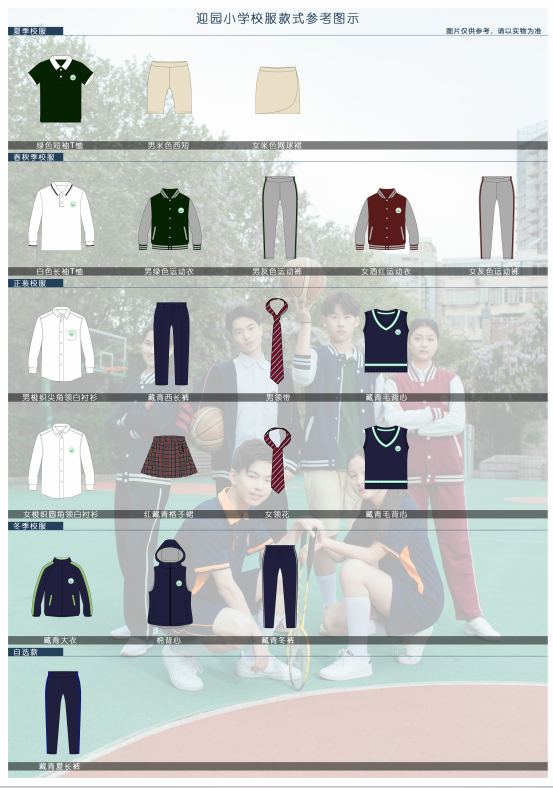 迎园小学校服款式参考图示
夏季校服
图片仅供参考，请以实物为准
绿色短袖T恤 男米色西短 女米色网球裙
春秋季校服
白色长袖T恤 男绿色运动衣 男灰色运动裤 女酒红运动衣 女灰色运动裤
正装校服
男梭织尖角领白衬衫 藏青西长裤 男领带 藏青毛背心
女梭织圆角领白衬衫 红藏青格子裙 女领花 藏青毛背心
冬季校服
藏青大衣 棉背心 藏青冬裤
自选款
藏青夏长裤